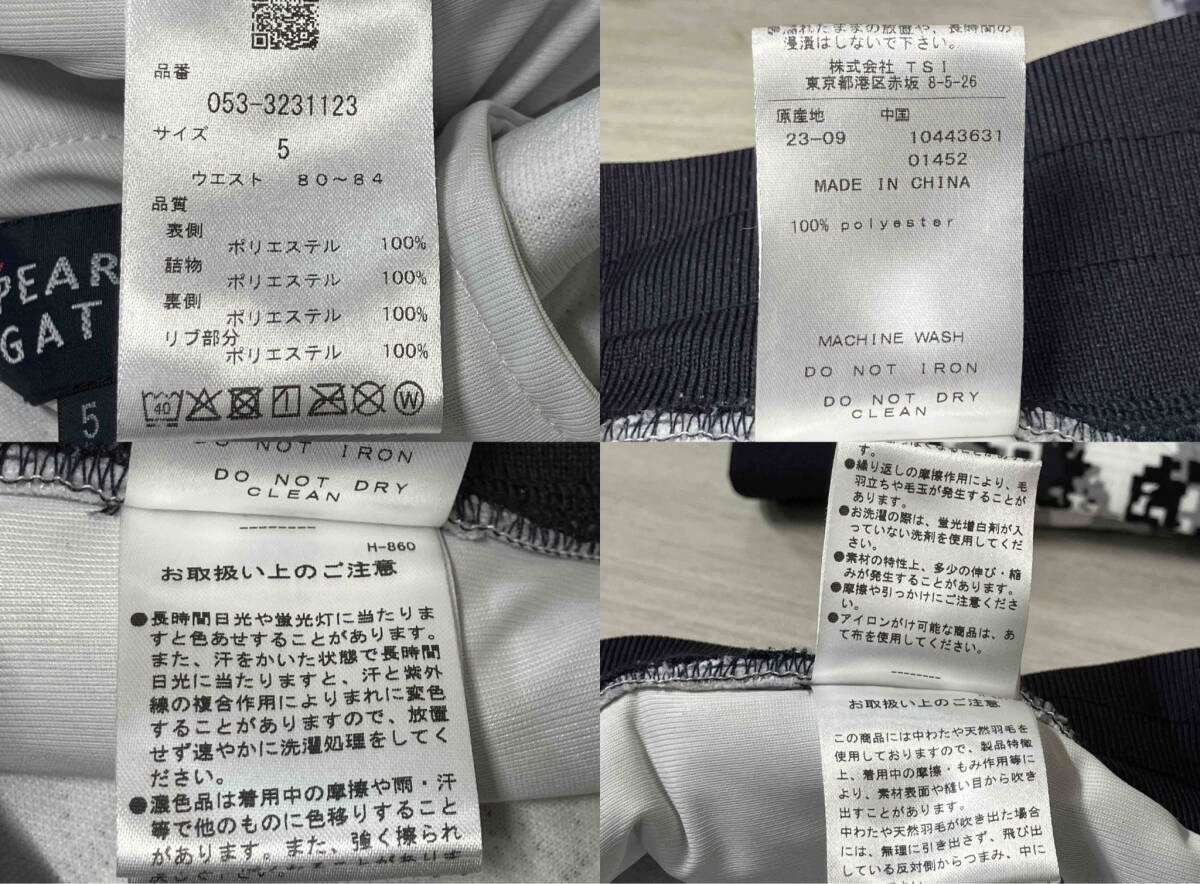 品番
053-3231123
サイズ
5
ウエスト 80～84
品質
表側
ポリエステル 100%
詰物
ポリエステル 100%
裏側
ポリエステル 100%
リブ部分
ポリエステル 100%
40
W
PEAR
GAT
5
濡れたままの放置や、長時間の
浸漬はしないで下さい。
株式会社 TSI
東京都港区赤坂 8-5-26
原産地 中国
23-09 10443631
01452
MADE IN CHINA
100% polyester
MACHINE WASH
DO NOT IRON
DO NOT DRY
CLEAN
DO NOT IRON
DO NOT DRY
CLEAN
--------
H-860
お取扱い上のご注意
●長時間日光や蛍光灯に当たりま
すと色あせすることがあります。
また、汗をかいた状態で長時間
日光に当たりますと、汗と紫外
線の複合作用によりまれに変色
することがありますので、放置
せず速やかに洗濯処理をしてく
ださい。
●濃色品は着用中の摩擦や雨・汗
等で他のものに色移りすること
があります。また、強く擦られ
す。
●繰り返しの摩擦作用により、毛
羽立ちや毛玉が発生することが
あります。
●お洗濯の際は、蛍光増白剤が入
っていない洗剤を使用してくだ
さい。
●素材の特性上、多少の伸び・縮
みが発生することがあります。
●摩擦や引っかけにご注意くださ
い。
●アイロンがけ可能な商品は、あ
て布を使用してください。
--------
お取扱い上のご注意
この商品には中わたや天然羽毛を
使用しておりますので、製品特徴
上、着用中の摩擦・もみ作用等に
より、素材表面や縫い目から吹き
出すことがあります。
中わたや天然羽毛が吹き出た場合
には、無理に引き出さず、飛び出
している反対側からつまみ、中に